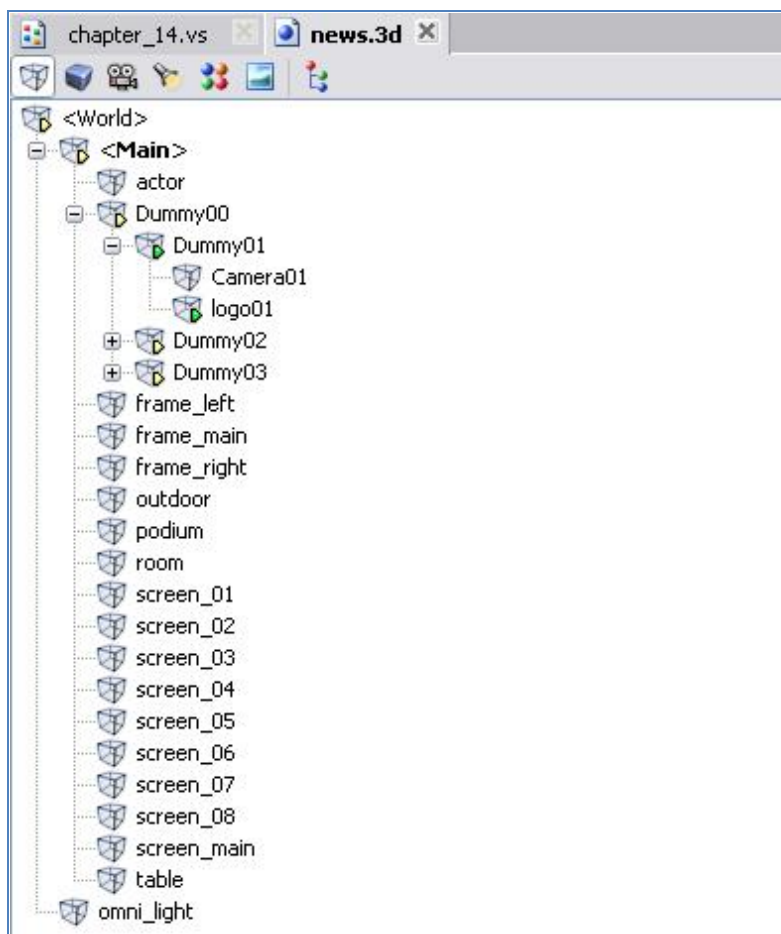 chapter_14.vs news.3d
<World>
<Main>
actor
Dummy00
Dummy01
Camera01
logo01
Dummy02
Dummy03
frame_left
frame_main
frame_right
outdoor
podium
room
screen_01
screen_02
screen_03
screen_04
screen_05
screen_06
screen_07
screen_08
screen_main
table
omni_light